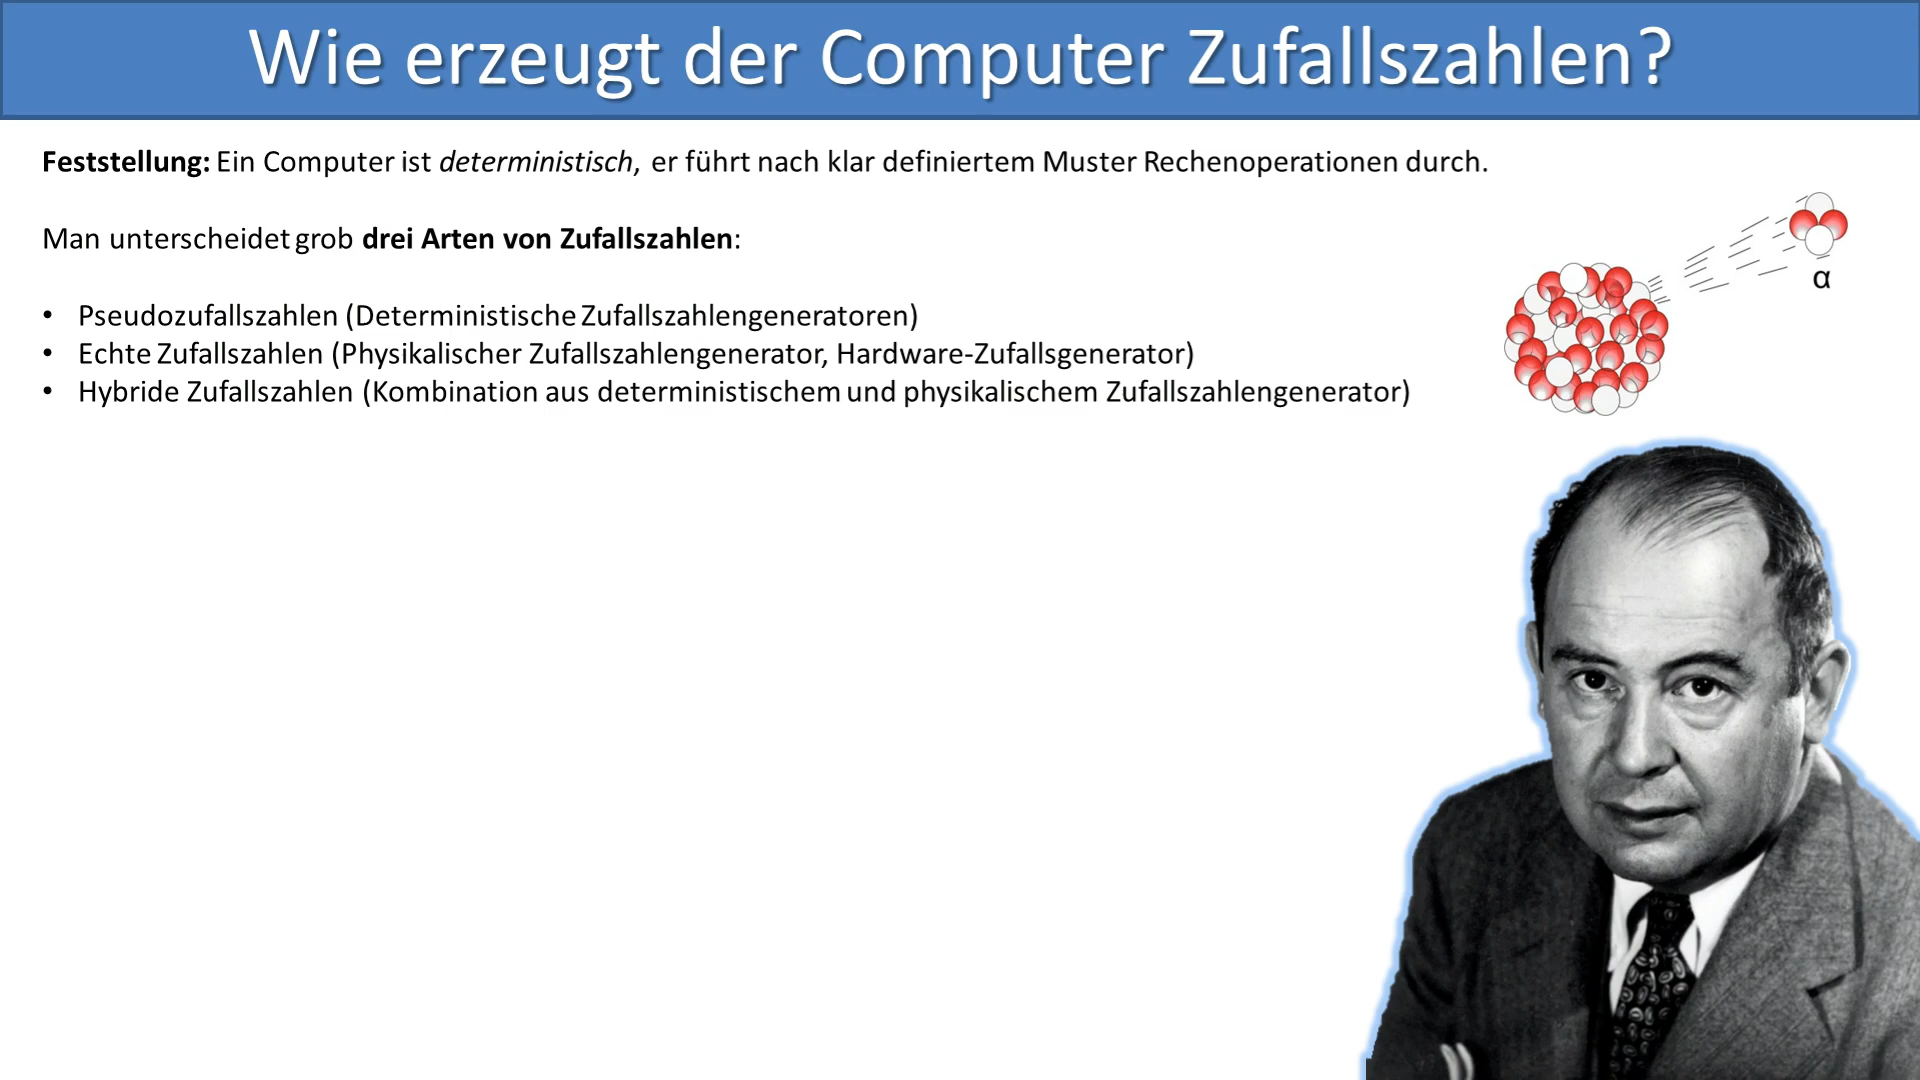 Wie erzeugt der Computer Zufallszahlen?
Feststellung: Ein Computer ist deterministisch, er führt nach klar definiertem Muster Rechenoperationen durch.
Man unterscheidet grob drei Arten von Zufallszahlen:
• Pseudozufallszahlen (Deterministische Zufallszahlengeneratoren)
• Echte Zufallszahlen (Physikalischer Zufallszahlengenerator, Hardware-Zufallsgenerator)
• Hybride Zufallszahlen (Kombination aus deterministischem und physikalischem Zufallszahlengenerator)
α